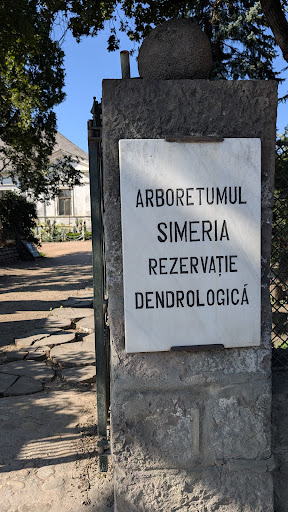 ARBORETUMUL
SIMERIA
REZERVAȚIE
DENDROLOGICĂ